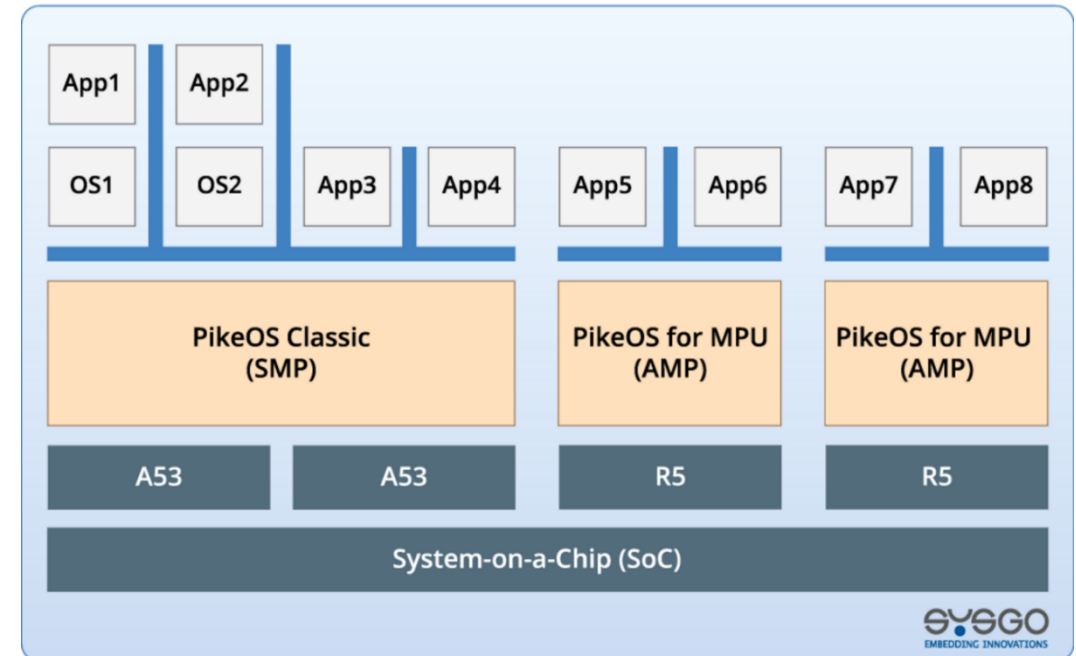 App1
App2
OS1
OS2
App3
App4
App5
App6
App7
App8
PikeOS Classic
(SMP)
PikeOS for MPU
(AMP)
PikeOS for MPU
(AMP)
A53
A53
R5
R5
System-on-a-Chip (SoC)
SYSGO
EMBEDDING INNOVATIONS